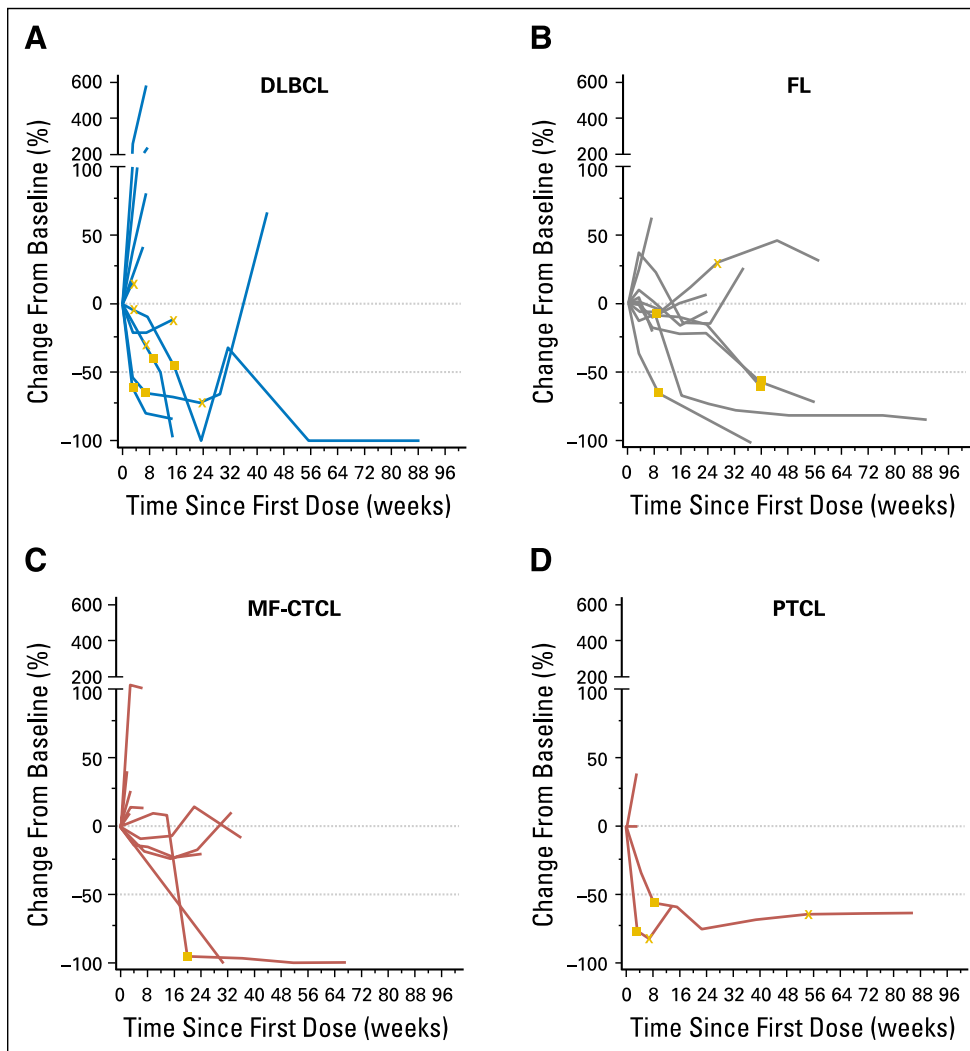 A
DLBCL
Change From Baseline (%)
600
400
200
100
50
0
−50
−100
0 8 16 24 32 40 48 56 64 72 80 88 96
Time Since First Dose (weeks)
B
FL
Change From Baseline (%)
600
400
200
100
50
0
−50
−100
0 8 16 24 32 40 48 56 64 72 80 88 96
Time Since First Dose (weeks)
C
MF-CTCL
Change From Baseline (%)
600
400
200
100
50
0
−50
−100
0 8 16 24 32 40 48 56 64 72 80 88 96
Time Since First Dose (weeks)
D
PTCL
Change From Baseline (%)
600
400
200
100
50
0
−50
−100
0 8 16 24 32 40 48 56 64 72 80 88 96
Time Since First Dose (weeks)